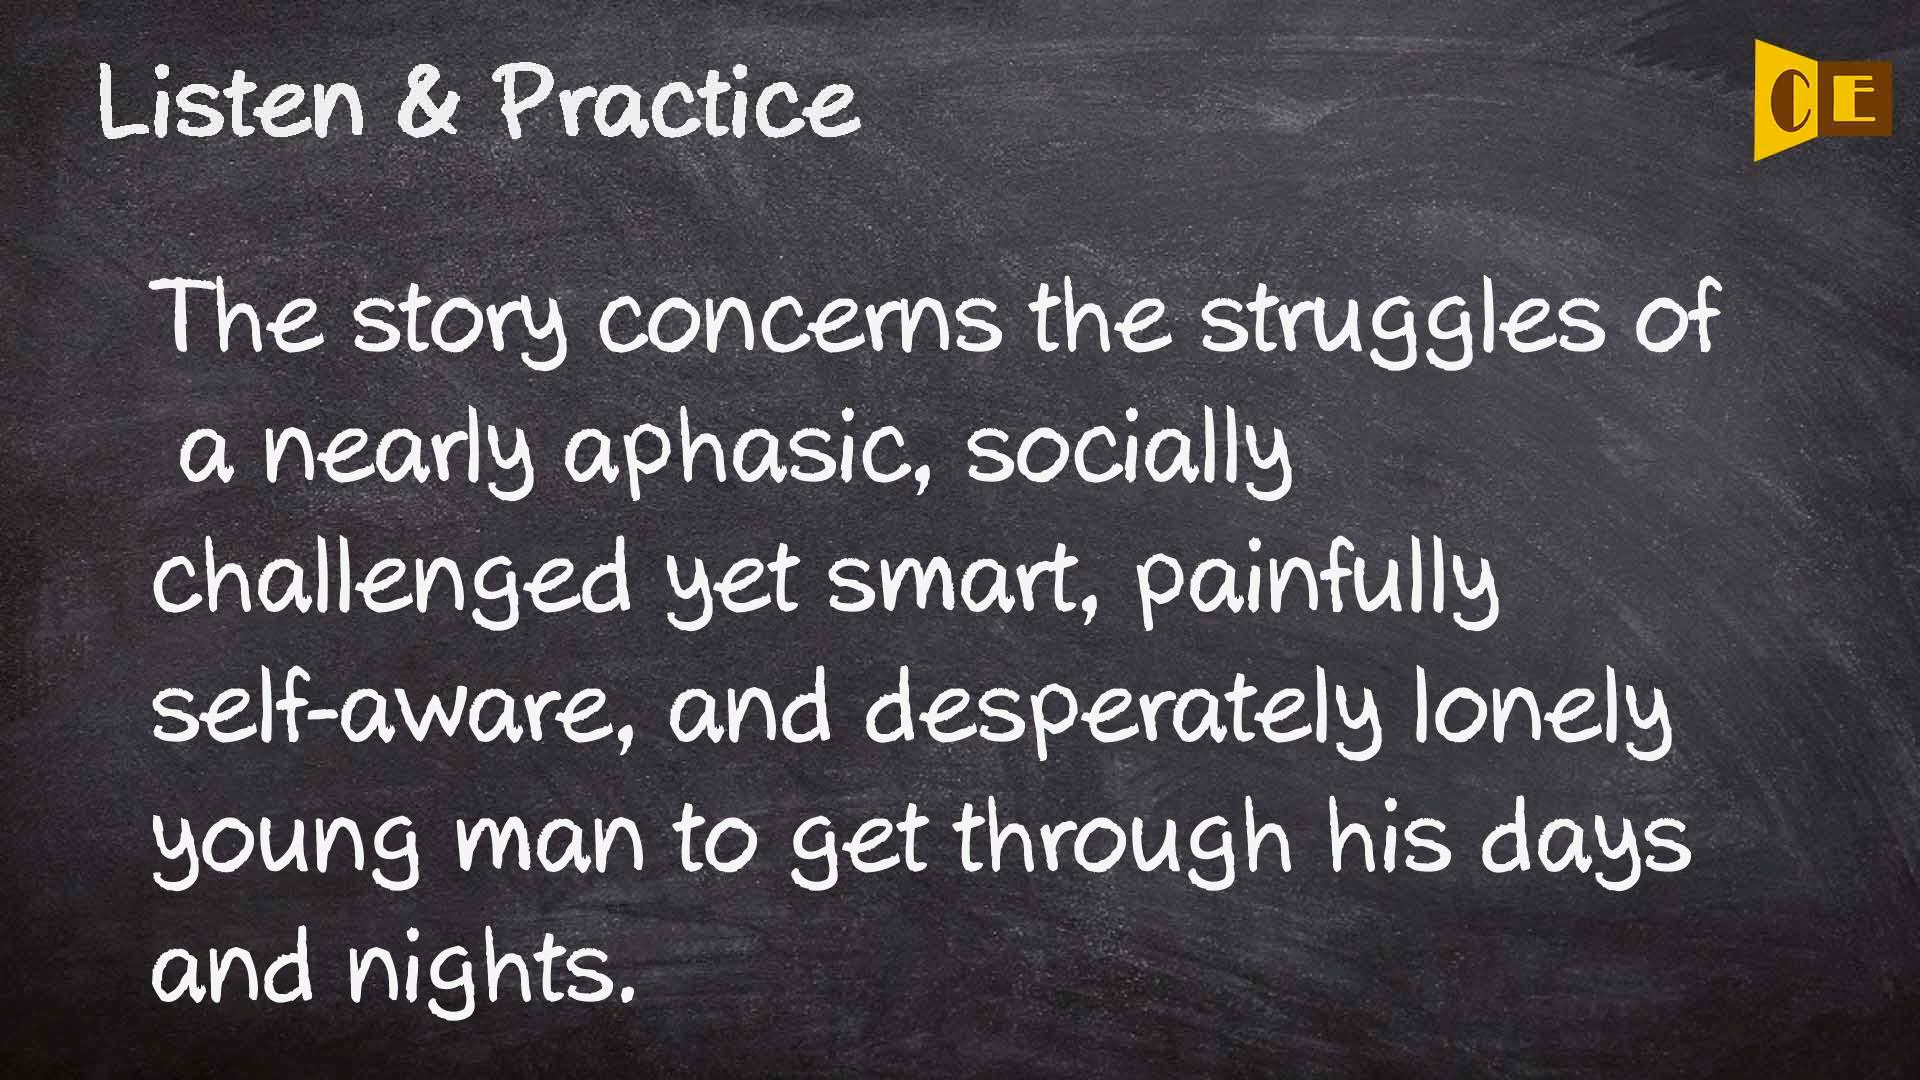 Listen & Practice
CE
The story concerns the struggles of
a nearly aphasic, socially
challenged yet smart, painfully
self-aware, and desperately lonely
young man to get through his days
and nights.